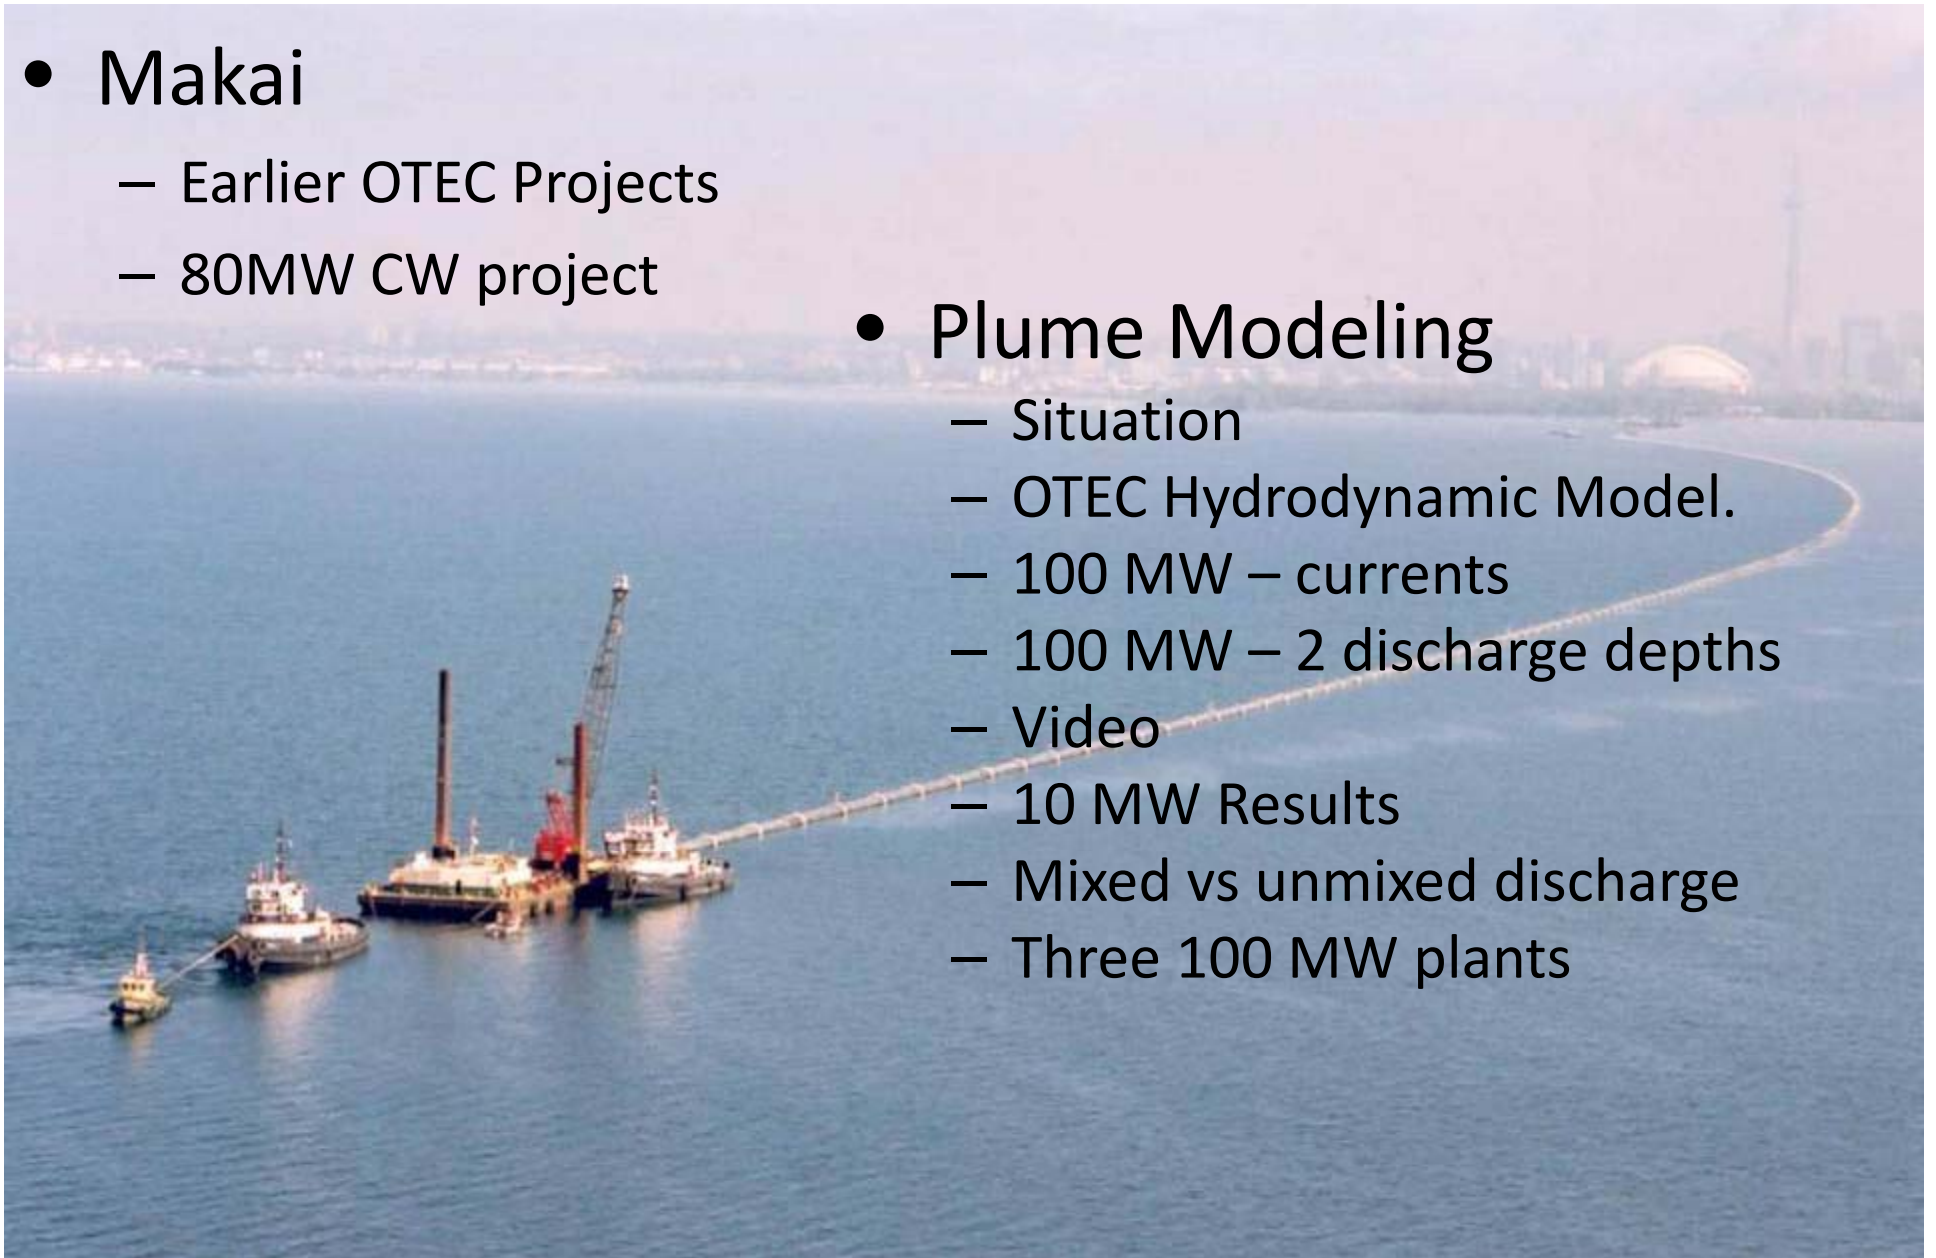 • Makai
– Earlier OTEC Projects
– 80MW CW project
• Plume Modeling
– Situation
– OTEC Hydrodynamic Model.
– 100 MW – currents
– 100 MW – 2 discharge depths
– Video
– 10 MW Results
– Mixed vs unmixed discharge
– Three 100 MW plants